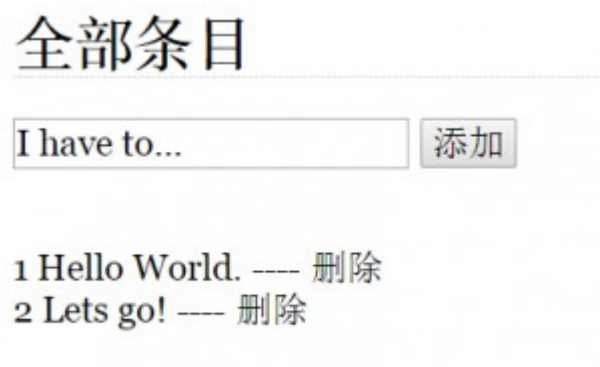 全部条目
I have to... 添加
1 Hello World. ---- 删除
2 Lets go! ---- 删除